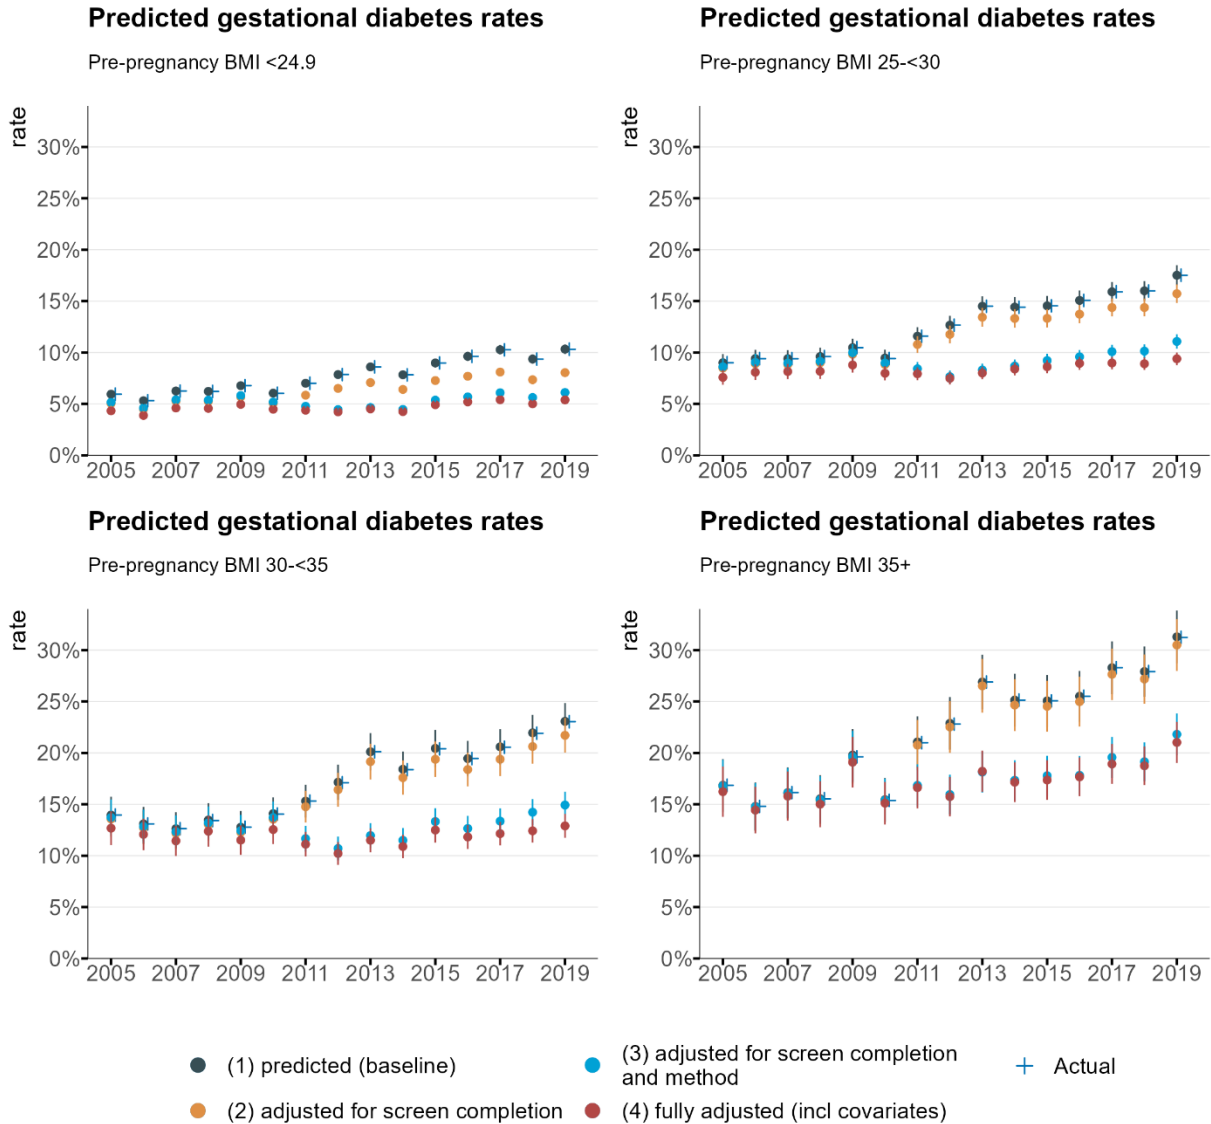 Predicted gestational diabetes rates
Pre-pregnancy BMI <24.9
rate
30%
25%
20%
15%
10%
5%
0%
2005 2007 2009 2011 2013 2015 2017 2019
Predicted gestational diabetes rates
Pre-pregnancy BMI 25-<30
rate
30%
25%
20%
15%
10%
5%
0%
2005 2007 2009 2011 2013 2015 2017 2019
Predicted gestational diabetes rates
Pre-pregnancy BMI 30-<35
rate
30%
25%
20%
15%
10%
5%
0%
2005 2007 2009 2011 2013 2015 2017 2019
Predicted gestational diabetes rates
Pre-pregnancy BMI 35+
rate
30%
25%
20%
15%
10%
5%
0%
2005 2007 2009 2011 2013 2015 2017 2019
(1) predicted (baseline)
(2) adjusted for screen completion
(3) adjusted for screen completion
and method
(4) fully adjusted (incl covariates)
Actual